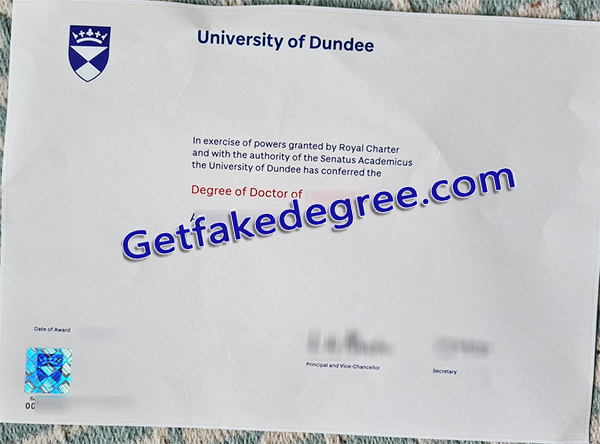 University of Dundee
In exercise of powers granted by Royal Charter
and with the authority of the Senatus Academicus
the University of Dundee has conferred the
Degree of Doctor of
Getfakedegree.com
Date of Award
Principal and Vice-Chancellor
Secretary
00